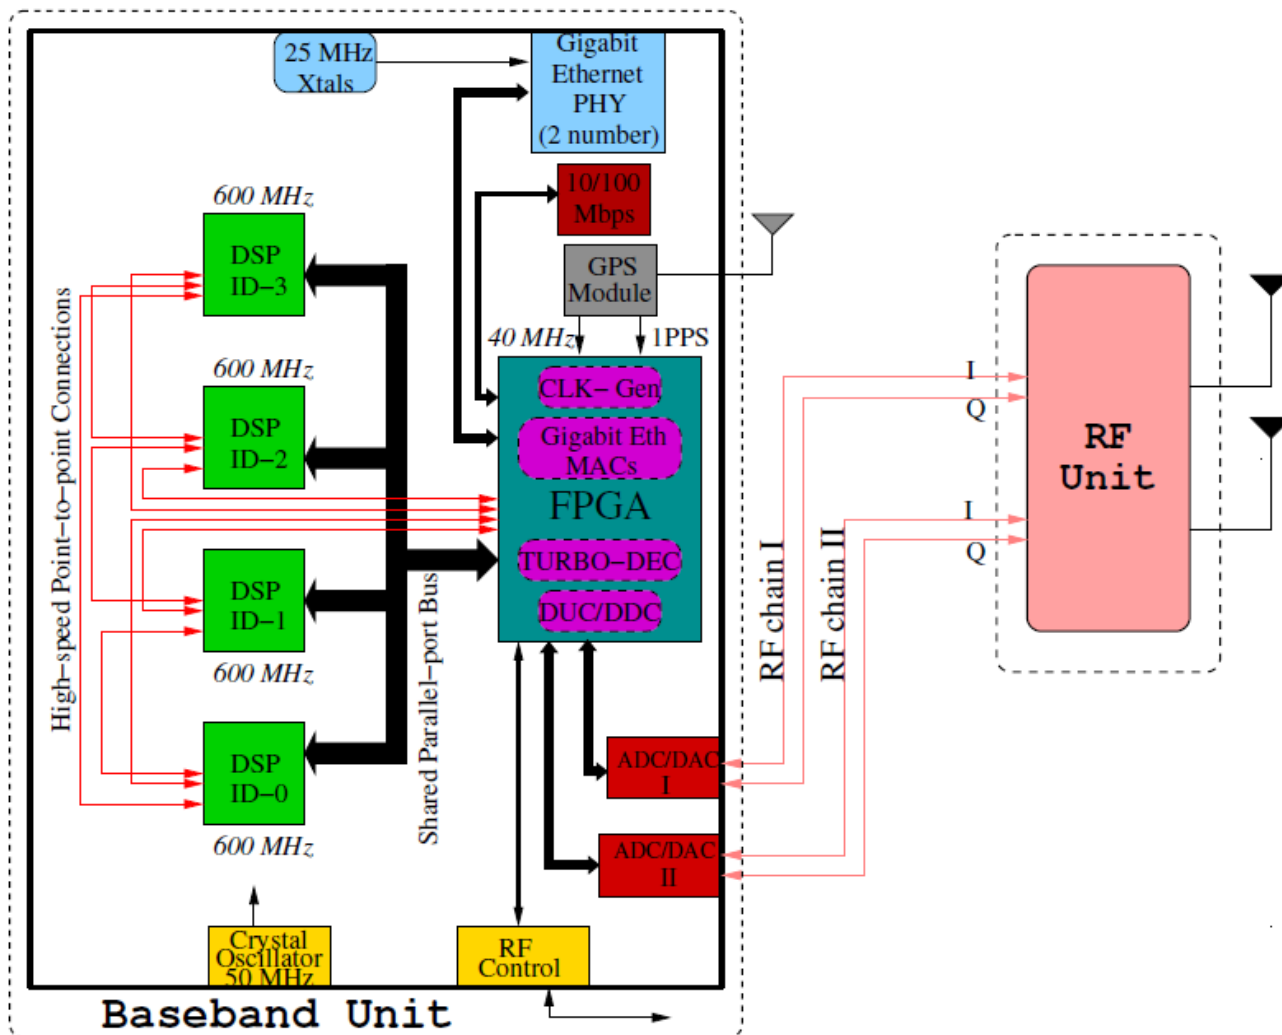 25 MHz
Xtals
Gigabit
Ethernet
PHY
(2 number)
10/100
Mbps
GPS
Module
40 MHz
1PPS
600 MHz
DSP
ID-3
600 MHz
DSP
ID-2
DSP
ID-1
600 MHz
DSP
ID-0
600 MHz
High-speed Point-to-point Connections
Shared Parallel-port Bus
CLK- Gen
Gigabit Eth
MACs
FPGA
TURBO-DEC
DUC/DDC
ADC/DAC
I
ADC/DAC
II
Crystal
Oscillator
50 MHz
RF
Control
Baseband Unit
RF chain I
RF chain II
I
Q
I
Q
RF
Unit